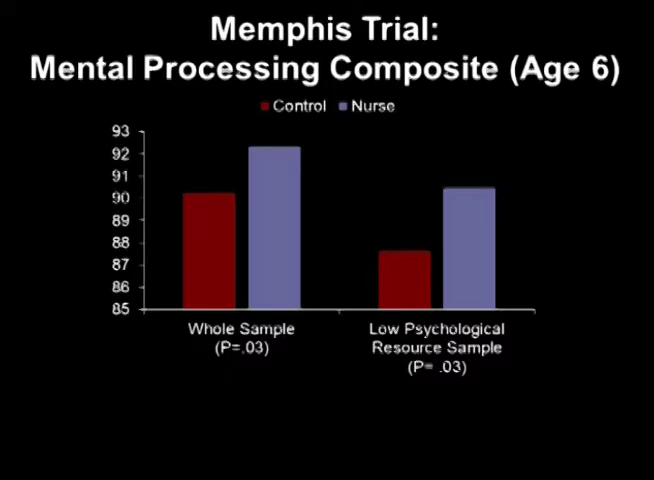 Memphis Trial:
Mental Processing Composite (Age 6)
Control Nurse
93
92
91
90
89
88
87
86
85
Whole Sample
(P=.03)
Low Psychological
Resource Sample
(P= .03)